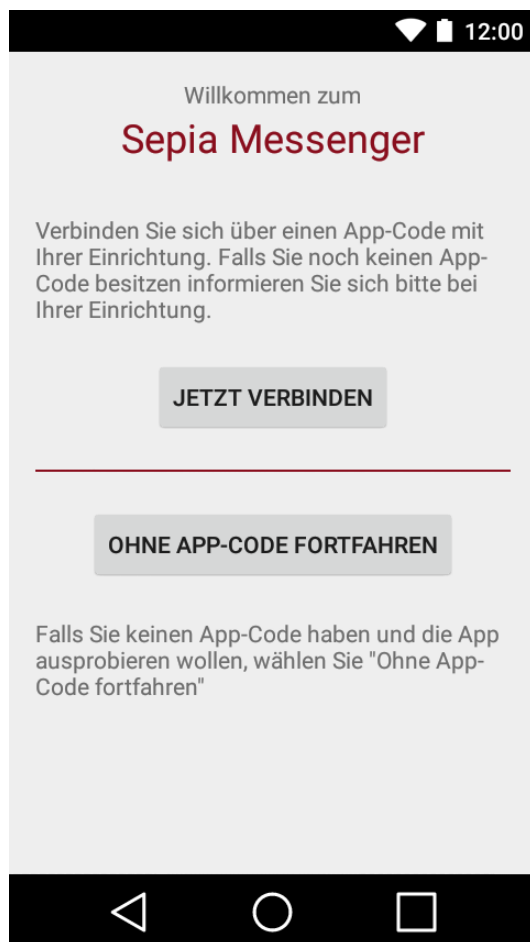 12:00
Willkommen zum
Sepia Messenger
Verbinden Sie sich über einen App-Code mit
Ihrer Einrichtung. Falls Sie noch keinen App-
Code besitzen informieren Sie sich bitte bei
Ihrer Einrichtung.
JETZT VERBINDEN
OHNE APP-CODE FORTFAHREN
Falls Sie keinen App-Code haben und die App
ausprobieren wollen, wählen Sie "Ohne App-
Code fortfahren"